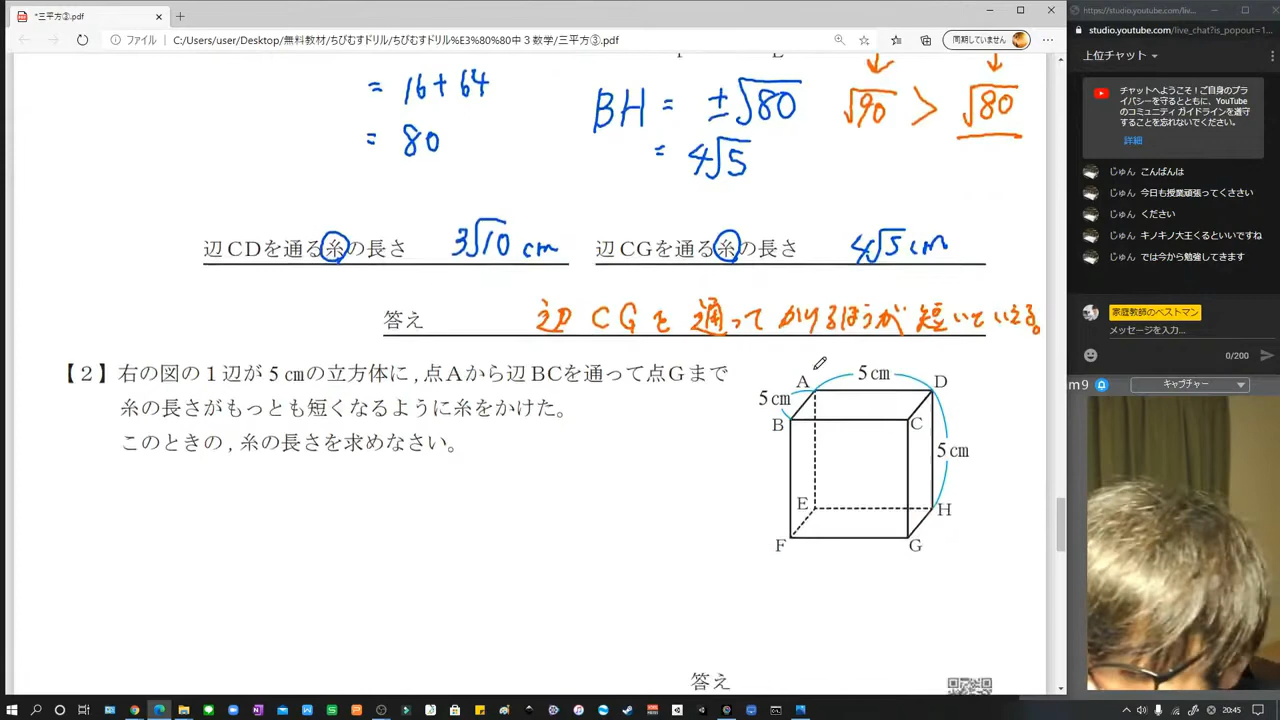 *三平方②.pdf
ファイル
C:/Users/user/Desktop/無料教材/ちびむすドリル/ちびむすドリル%E3%80%80中３数学/三平方③.pdf
同期していません
= 16+64
= 80
BH = ±√80
= 4√5
√90 > √80
辺ＣＤを通る糸の長さ 3√10 cm
辺ＣＧを通る糸の長さ 4√5 cm
答え 辺CGを通ってかけるほうが短いといえる。
【２】右の図の１辺が５㎝の立方体に，点Ａから辺ＢＣを通って点Ｇまで
糸の長さがもっとも短くなるように糸をかけた。
このときの，糸の長さを求めなさい。
A
5cm
D
5cm
B
C
5cm
E
H
F
G
答え
https://studio.youtube.com/liv...
studio.youtube.com/live_chat?is_popout=1...
上位チャット
チャットへようこそ！ご自身のプラ
イバシーを守るとともに、YouTube
のコミュニティ ガイドラインを遵守
することを忘れないでください。
詳細
じゅん こんばんは
じゅん 今日も授業頑張ってくささい
じゅん ください
じゅん キノキノ大王くるといいですね
じゅん では今から勉強してきます
家庭教師のベストマン
メッセージを入力...
0/200
m9
キャプチャー
20:45